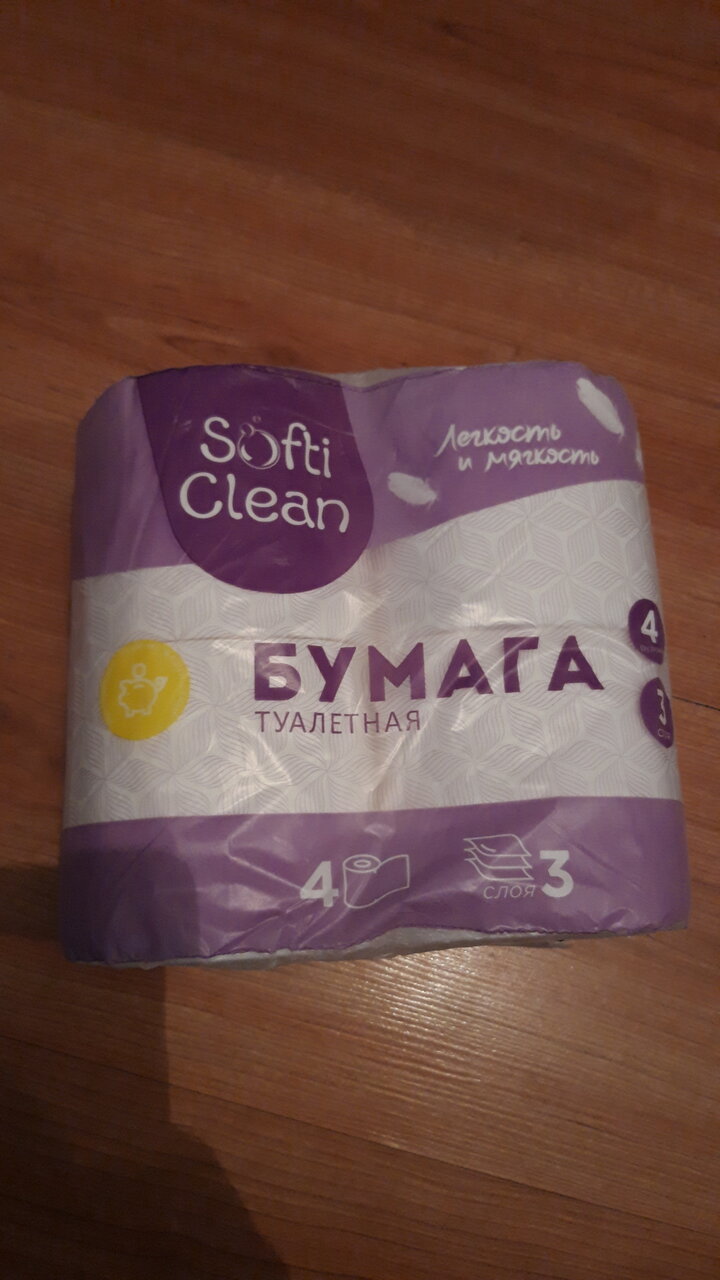 Softi
Clean
Легкость
и мягкость
БУМАГА
ТУАЛЕТНАЯ
4
3
4
СЛОЯ 3